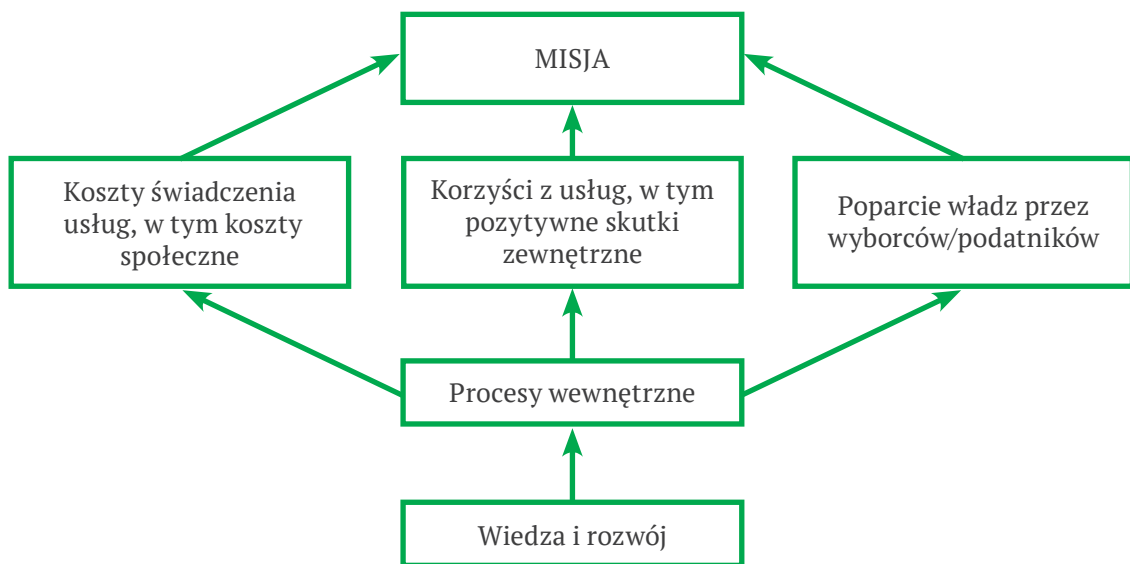 MISJA
Koszty świadczenia
usług, w tym koszty
społeczne
Korzyści z usług, w tym
pozytywne skutki
zewnętrzne
Poparcie władz przez
wyborców/podatników
Procesy wewnętrzne
Wiedza i rozwój